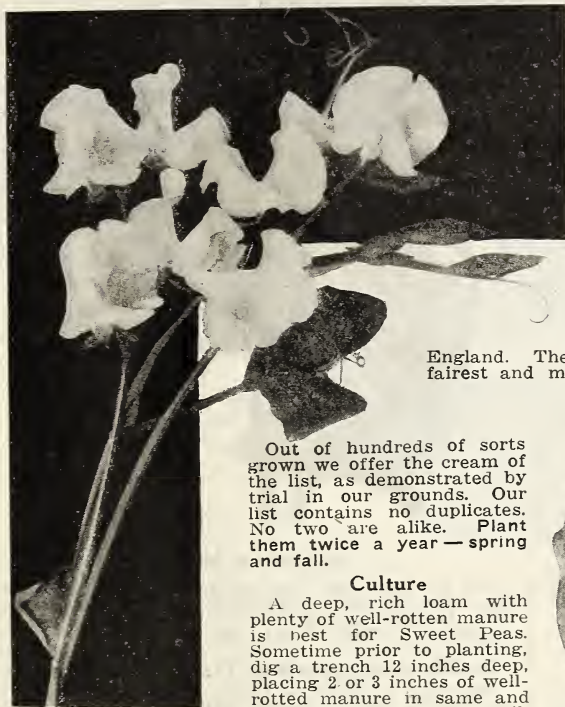 England. The
fairest and m
Out of hundreds of sorts
grown we offer the cream of
the list, as demonstrated by
trial in our grounds. Our
list contains no duplicates.
No two are alike. Plant
them twice a year — spring
and fall.
Culture
A deep, rich loam with
plenty of well-rotten manure
is best for Sweet Peas.
Sometime prior to planting,
dig a trench 12 inches deep,
placing 2 or 3 inches of well-
rotted manure in same and